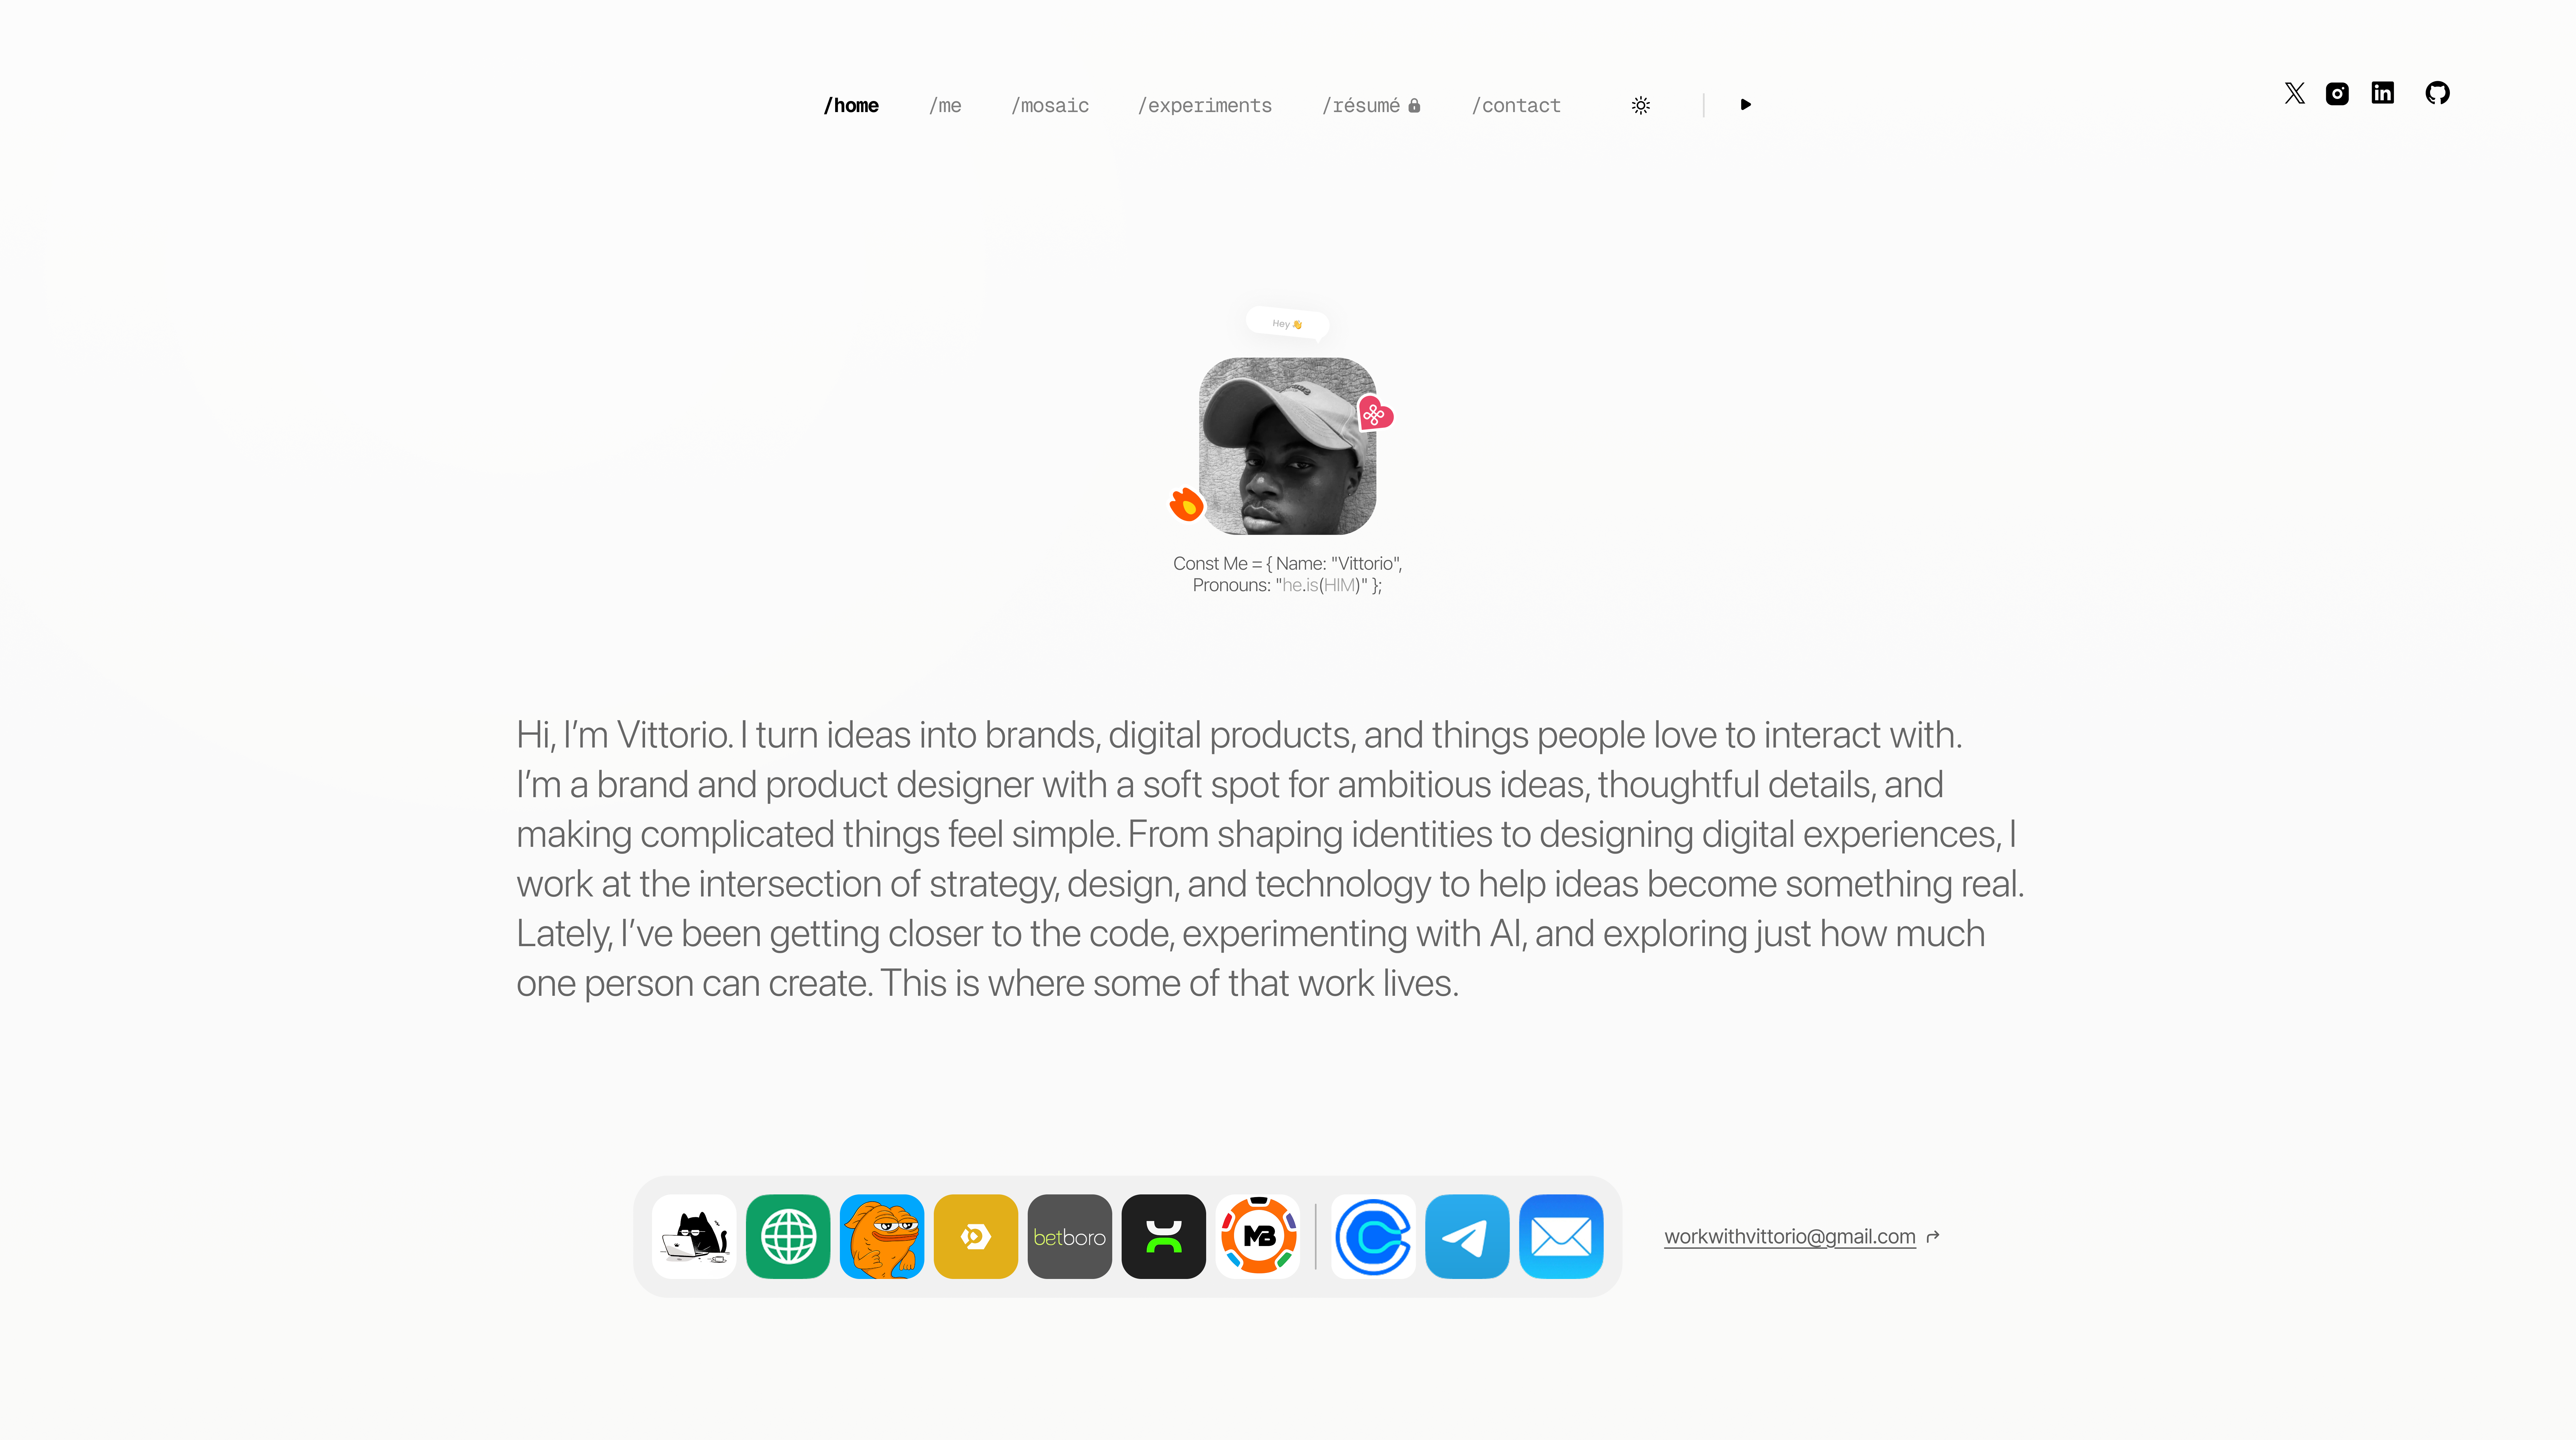 /home /me /mosaic /experiments /résumé /contact
Hey 👋
Const Me = { Name: "Vittorio",
Pronouns: "he.is(HIM)" };
Hi, I’m Vittorio. I turn ideas into brands, digital products, and things people love to interact with.
I’m a brand and product designer with a soft spot for ambitious ideas, thoughtful details, and
making complicated things feel simple. From shaping identities to designing digital experiences, I
work at the intersection of strategy, design, and technology to help ideas become something real.
Lately, I’ve been getting closer to the code, experimenting with AI, and exploring just how much
one person can create. This is where some of that work lives.
betboro
MB
workwithvittorio@gmail.com